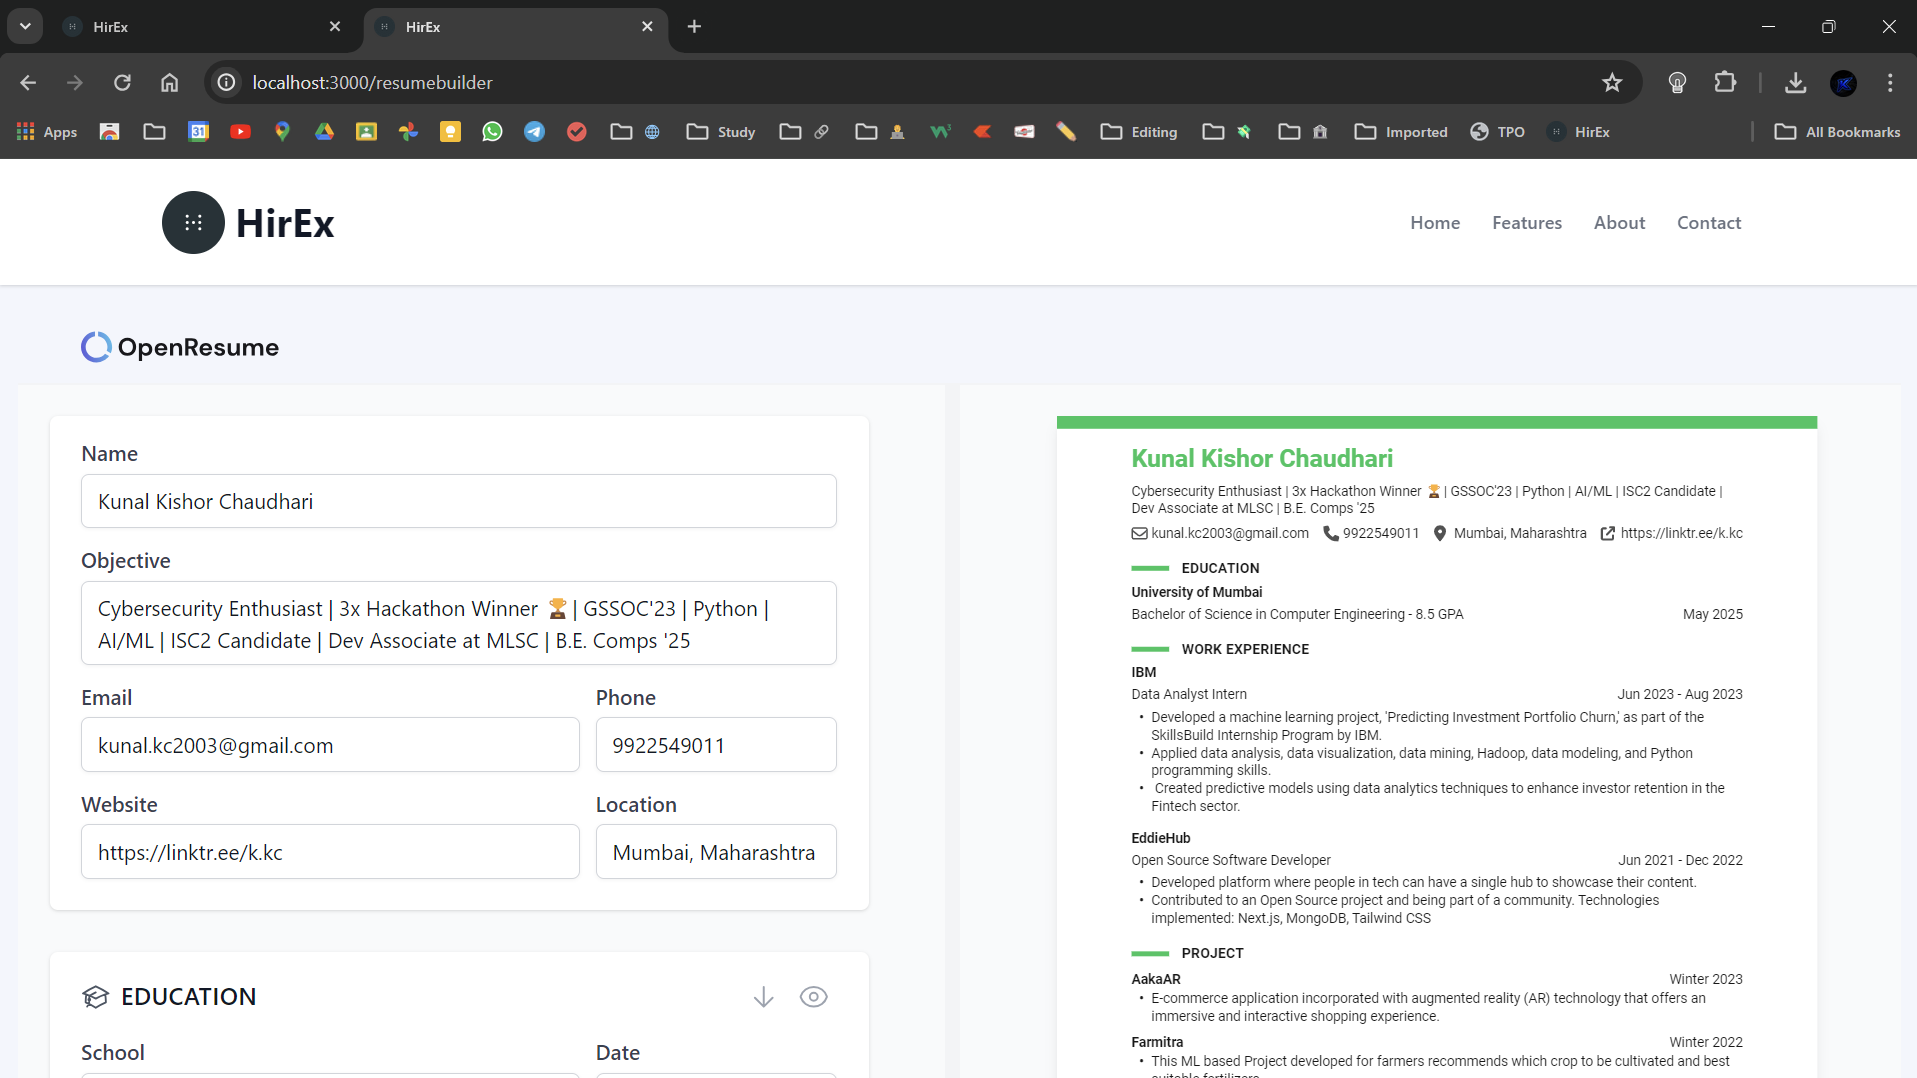 HirEx
HirEx
localhost:3000/resumebuilder
Apps
31
Study
W3
Editing
Imported
TPO
HirEx
All Bookmarks
HirEx
Home
Features
About
Contact
OpenResume
Name
Kunal Kishor Chaudhari
Objective
Cybersecurity Enthusiast | 3x Hackathon Winner 🏆 | GSSOC'23 | Python |
AI/ML | ISC2 Candidate | Dev Associate at MLSC | B.E. Comps '25
Email
Phone
kunal.kc2003@gmail.com
9922549011
Website
Location
https://linktr.ee/k.kc
Mumbai, Maharashtra
EDUCATION
School
Date
Kunal Kishor Chaudhari
Cybersecurity Enthusiast | 3x Hackathon Winner 🏆 | GSSOC'23 | Python | AI/ML | ISC2 Candidate |
Dev Associate at MLSC | B.E. Comps '25
kunal.kc2003@gmail.com 9922549011 Mumbai, Maharashtra https://linktr.ee/k.kc
EDUCATION
University of Mumbai
Bachelor of Science in Computer Engineering - 8.5 GPA May 2025
WORK EXPERIENCE
IBM
Data Analyst Intern Jun 2023 - Aug 2023
• Developed a machine learning project, 'Predicting Investment Portfolio Churn,' as part of the
SkillsBuild Internship Program by IBM.
• Applied data analysis, data visualization, data mining, Hadoop, data modeling, and Python
programming skills.
• Created predictive models using data analytics techniques to enhance investor retention in the
Fintech sector.
EddieHub
Open Source Software Developer Jun 2021 - Dec 2022
• Developed platform where people in tech can have a single hub to showcase their content.
• Contributed to an Open Source project and being part of a community. Technologies
implemented: Next.js, MongoDB, Tailwind CSS
PROJECT
AakaAR Winter 2023
• E-commerce application incorporated with augmented reality (AR) technology that offers an
immersive and interactive shopping experience.
Farmitra Winter 2022
• This ML based Project developed for farmers recommends which crop to be cultivated and best
suitable fertilizers